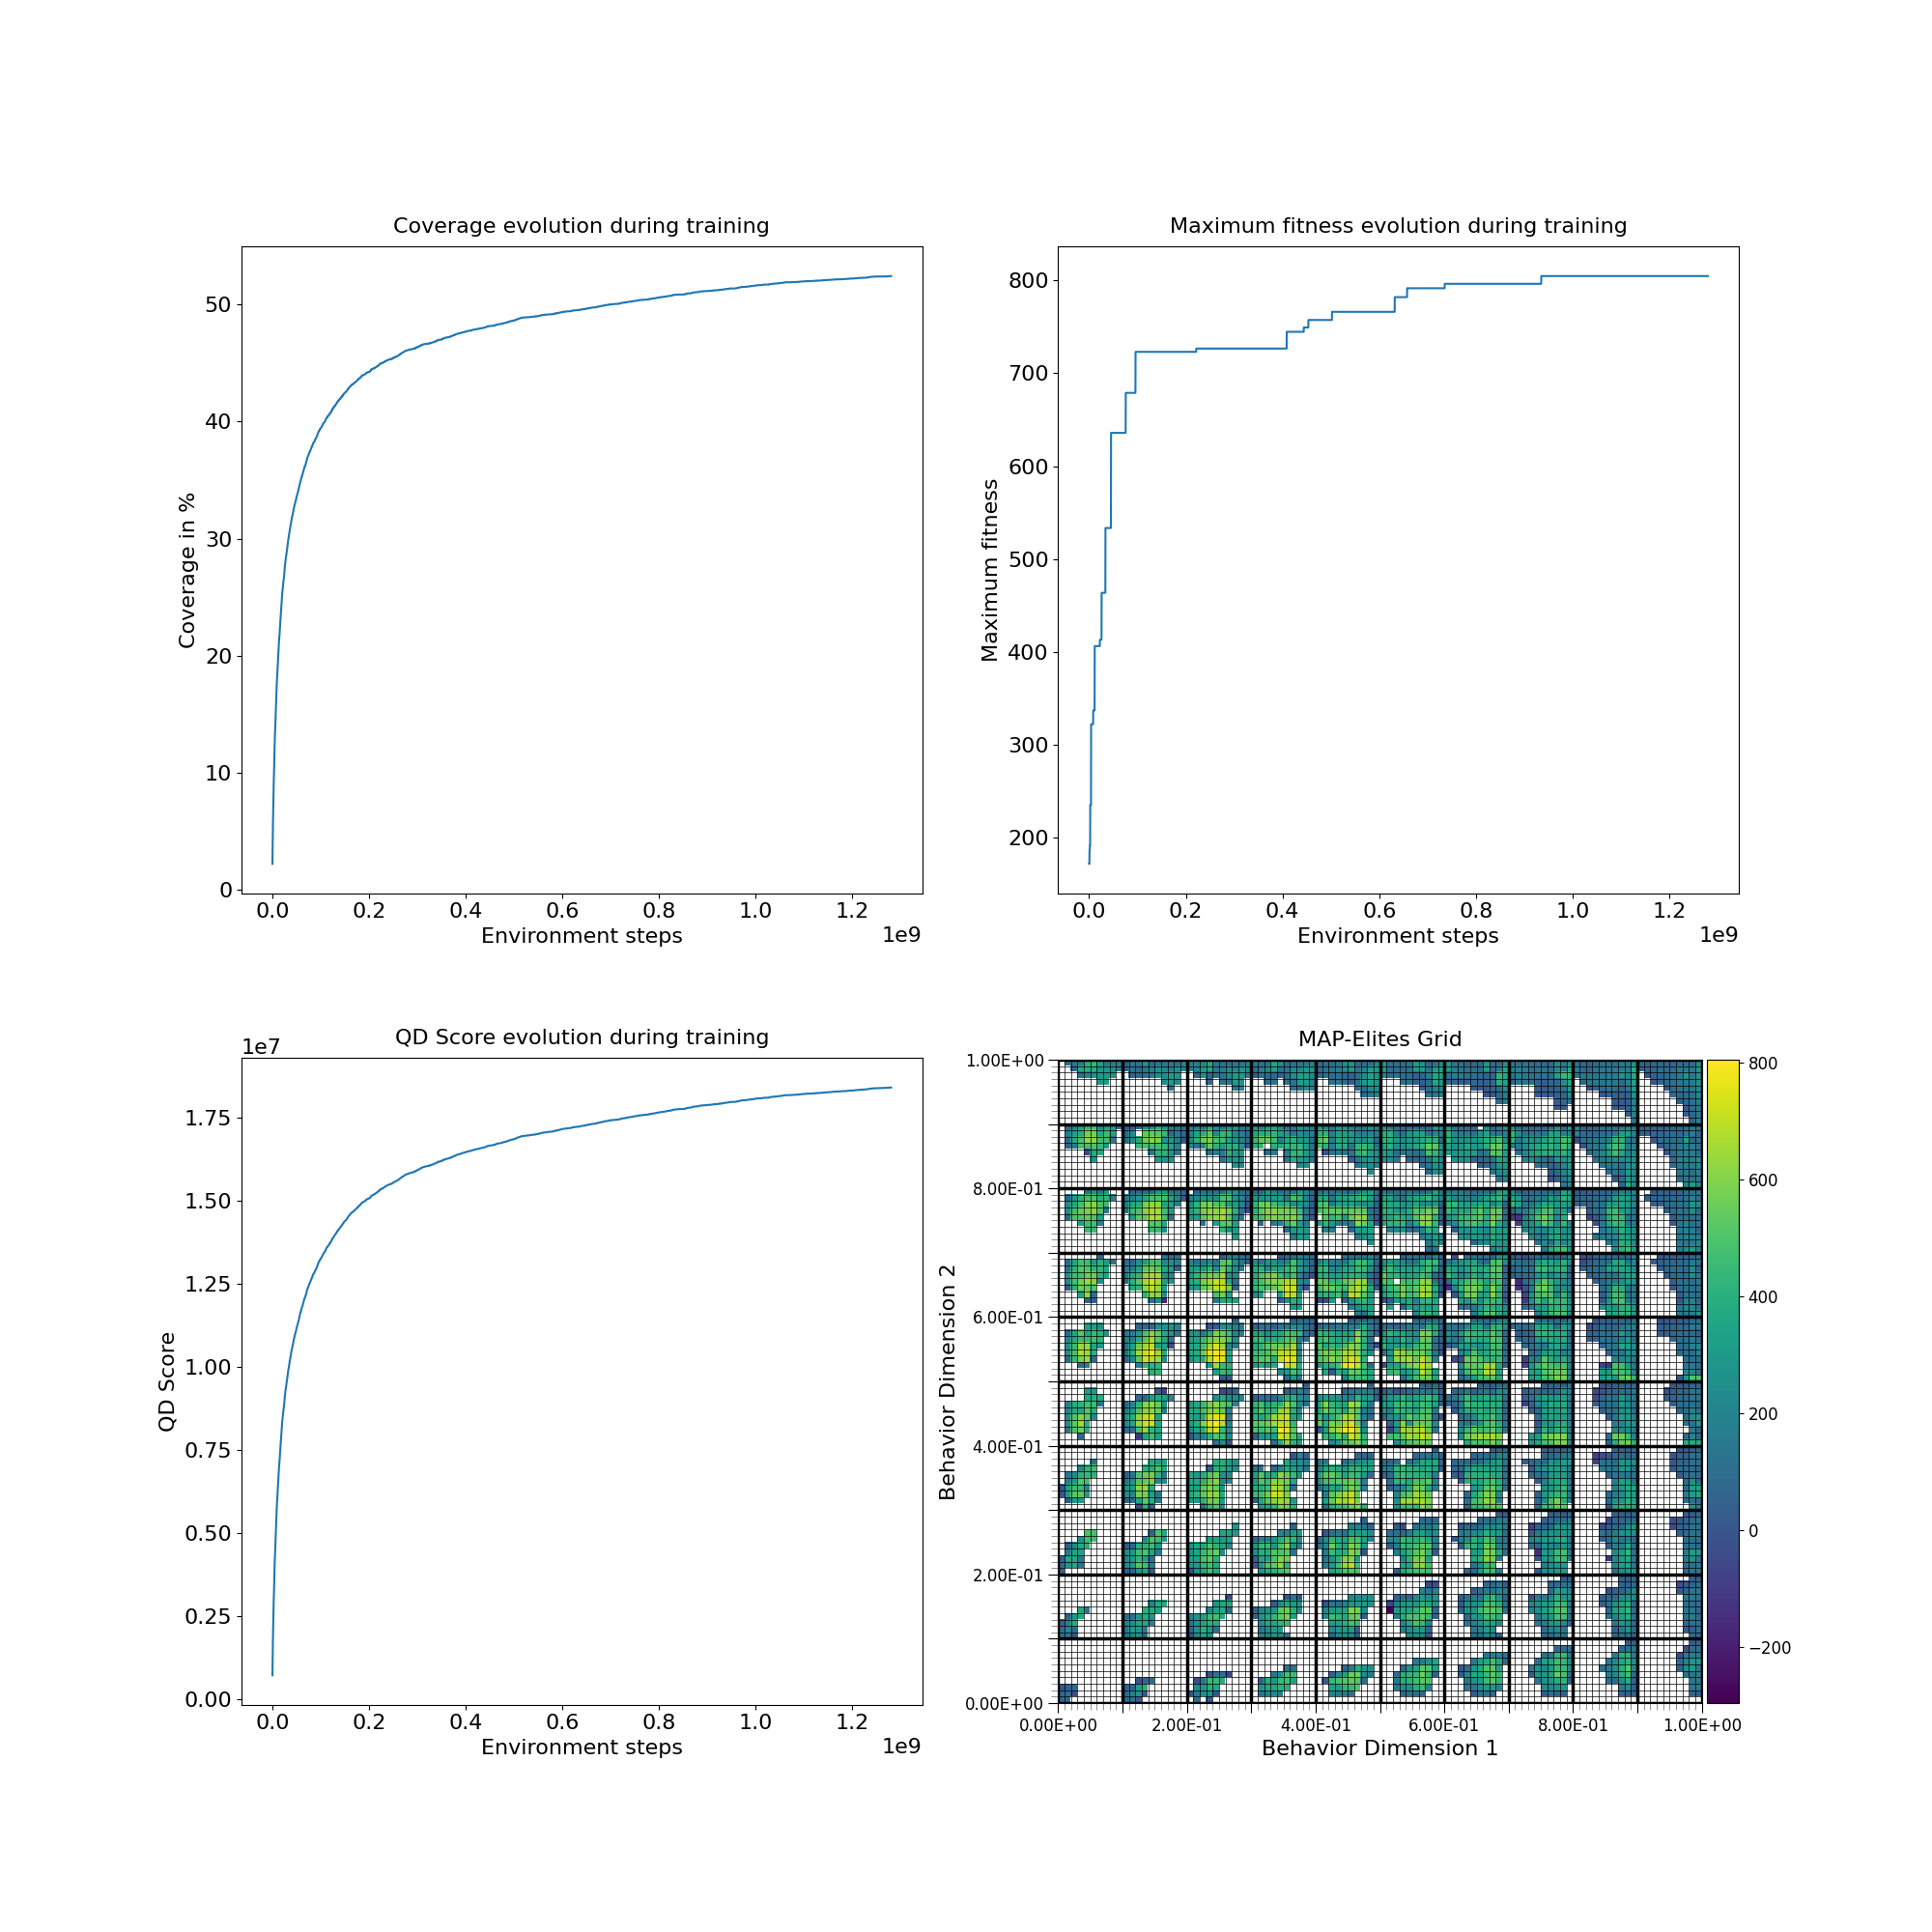 Coverage evolution during training
Coverage in %
50
40
30
20
10
0
0.0 0.2 0.4 0.6 0.8 1.0 1.2
Environment steps
1e9
Maximum fitness evolution during training
Maximum fitness
800
700
600
500
400
300
200
0.0 0.2 0.4 0.6 0.8 1.0 1.2
Environment steps
1e9
QD Score evolution during training
1e7
QD Score
1.75
1.50
1.25
1.00
0.75
0.50
0.25
0.00
0.0 0.2 0.4 0.6 0.8 1.0 1.2
Environment steps
1e9
MAP-Elites Grid
Behavior Dimension 2
1.00E+00
8.00E-01
6.00E-01
4.00E-01
2.00E-01
0.00E+00
0.00E+00 2.00E-01 4.00E-01 6.00E-01 8.00E-01 1.00E+00
Behavior Dimension 1
800
600
400
200
0
−200